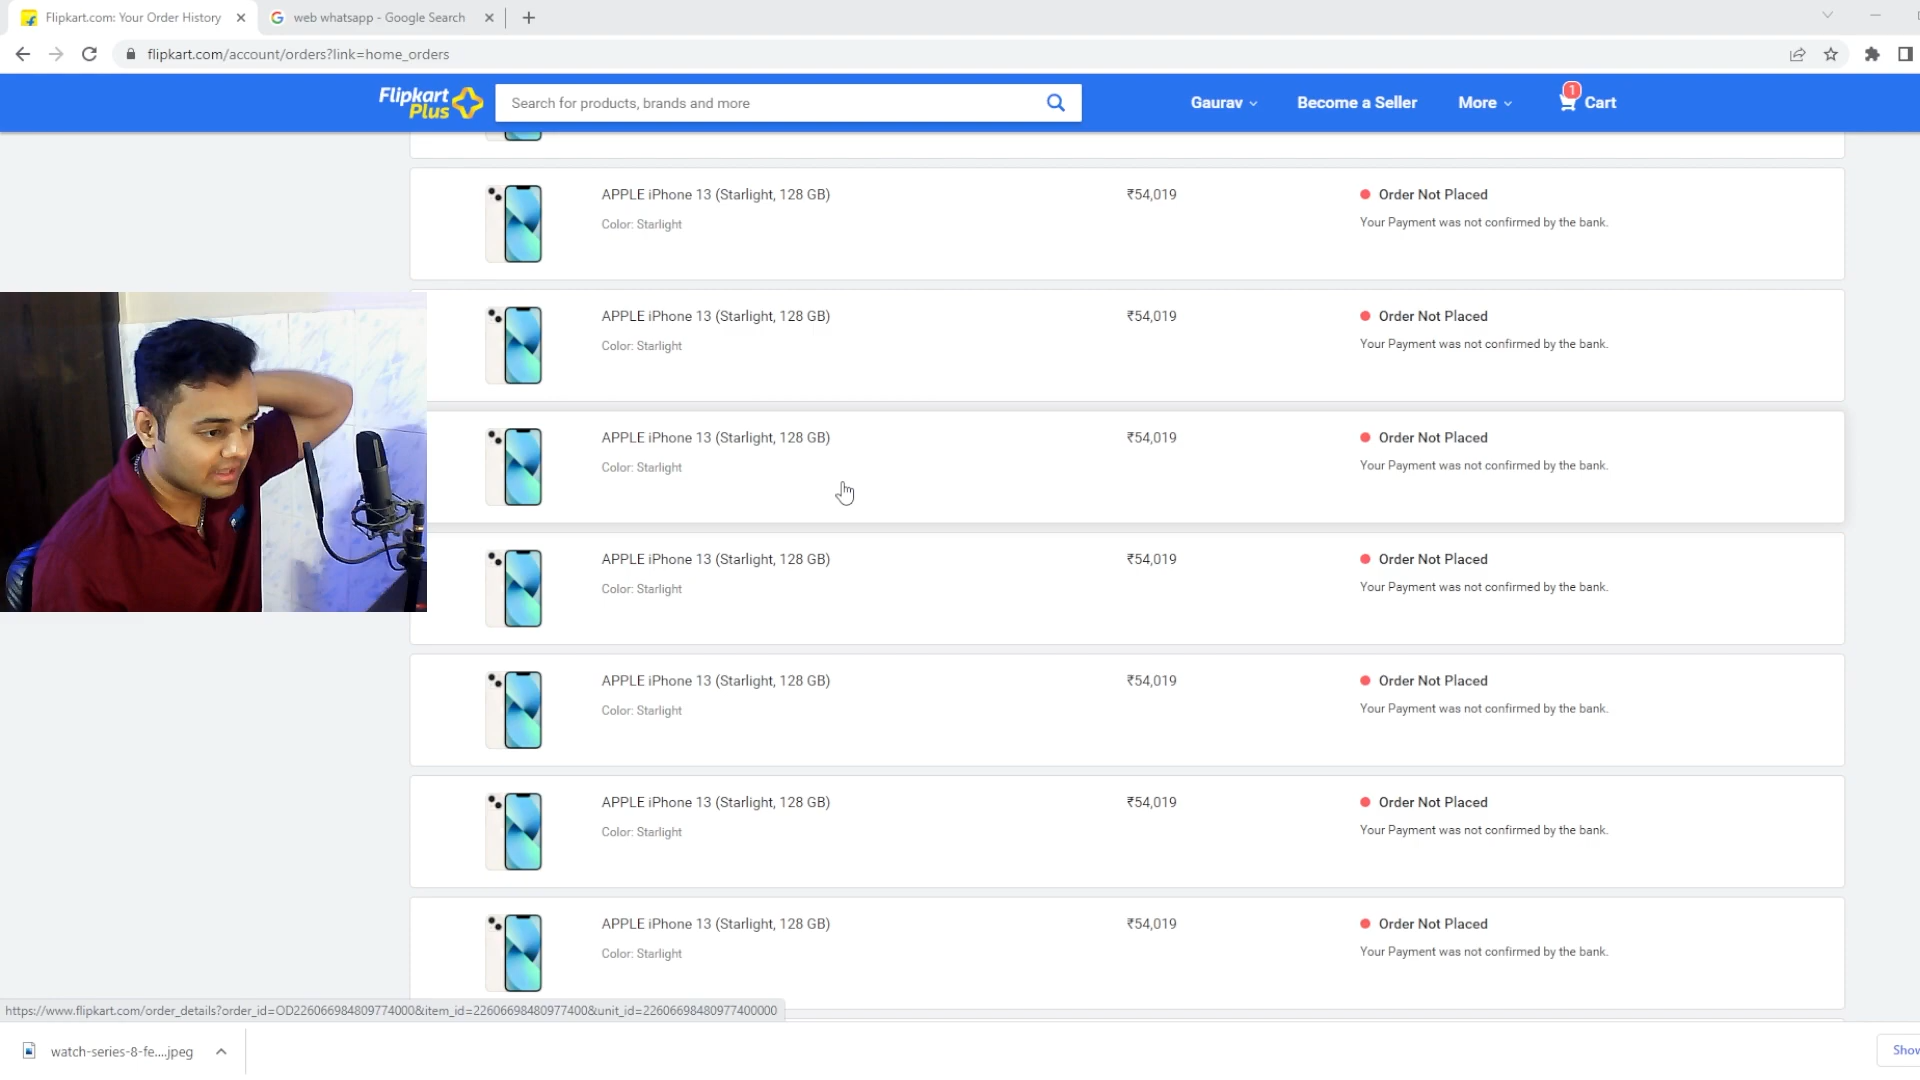 Flipkart.com: Your Order History
web whatsapp - Google Search
flipkart.com/account/orders?link=home_orders
Flipkart
Plus
Search for products, brands and more
Gaurav
Become a Seller
More
1
Cart
APPLE iPhone 13 (Starlight, 128 GB)
₹54,019
Order Not Placed
Color: Starlight
Your Payment was not confirmed by the bank.
APPLE iPhone 13 (Starlight, 128 GB)
₹54,019
Order Not Placed
Color: Starlight
Your Payment was not confirmed by the bank.
APPLE iPhone 13 (Starlight, 128 GB)
₹54,019
Order Not Placed
Color: Starlight
Your Payment was not confirmed by the bank.
APPLE iPhone 13 (Starlight, 128 GB)
₹54,019
Order Not Placed
Color: Starlight
Your Payment was not confirmed by the bank.
APPLE iPhone 13 (Starlight, 128 GB)
₹54,019
Order Not Placed
Color: Starlight
Your Payment was not confirmed by the bank.
APPLE iPhone 13 (Starlight, 128 GB)
₹54,019
Order Not Placed
Color: Starlight
Your Payment was not confirmed by the bank.
APPLE iPhone 13 (Starlight, 128 GB)
₹54,019
Order Not Placed
Color: Starlight
Your Payment was not confirmed by the bank.
https://www.flipkart.com/order_details?order_id=OD226066984809774000&item_id=226066984809774000&unit_id=22606698480977400000
watch-series-8-fe....jpeg
Show